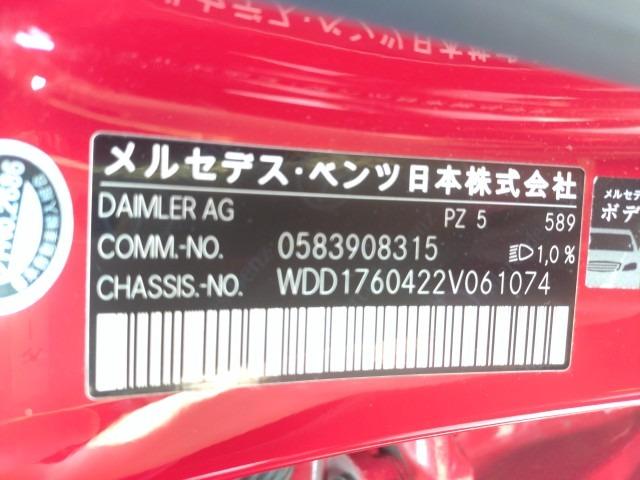 メルセデス・ベンツ日本株式会社
DAIMLER AG PZ 5 589
COMM.-NO. 0583908315 1,0%
CHASSIS.-NO. WDD1760422V061074
メルセデ
ボデ